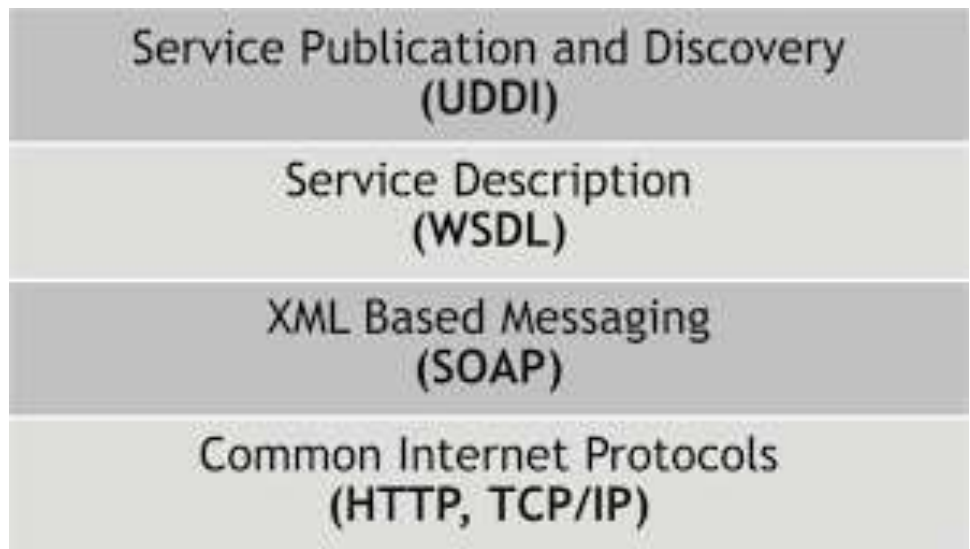 Service Publication and Discovery
(UDDI)
Service Description
(WSDL)
XML Based Messaging
(SOAP)
Common Internet Protocols
(HTTP, TCP/IP)